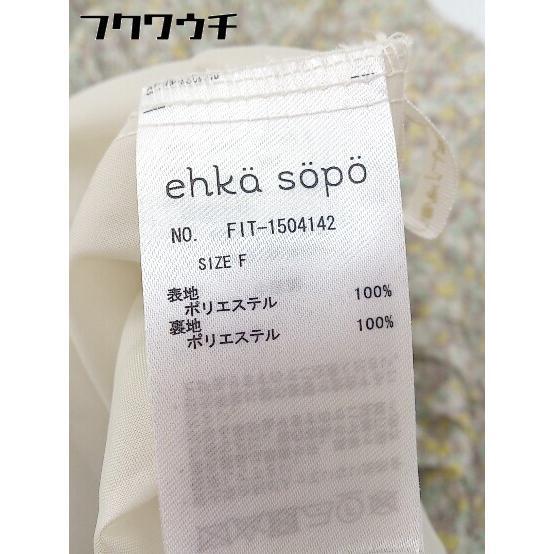 フクウウチ
ehkä söpö
NO. FIT-1504142
SIZE F
表地
ポリエステル 100%
裏地
ポリエステル 100%